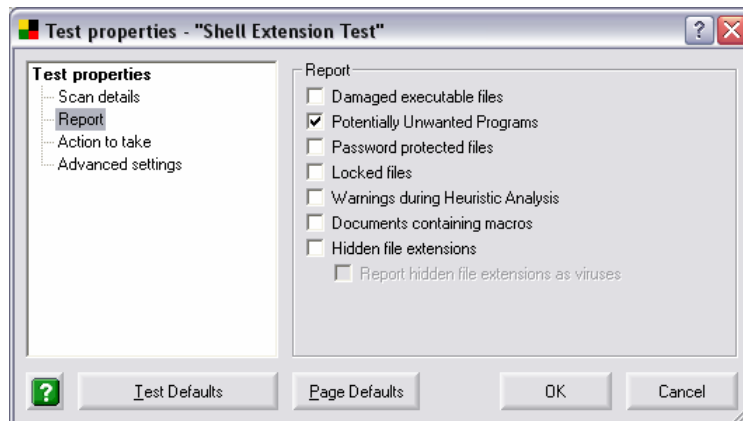 Test properties - "Shell Extension Test"
Test properties
Scan details
Report
Action to take
Advanced settings
Report
Damaged executable files
Potentially Unwanted Programs
Password protected files
Locked files
Warnings during Heuristic Analysis
Documents containing macros
Hidden file extensions
Report hidden file extensions as viruses
Test Defaults
Page Defaults
OK
Cancel